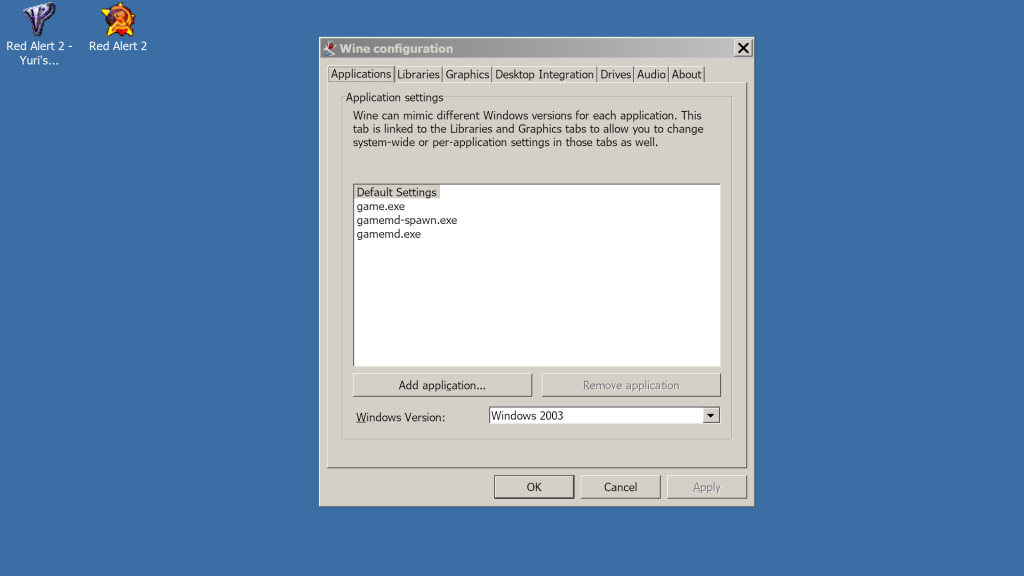 Red Alert 2 -
Yuri's...
Red Alert 2
Wine configuration
Applications
Libraries
Graphics
Desktop Integration
Drives
Audio
About
Application settings
Wine can mimic different Windows versions for each application. This
tab is linked to the Libraries and Graphics tabs to allow you to change
system-wide or per-application settings in those tabs as well.
Default Settings
game.exe
gamemd-spawn.exe
gamemd.exe
Add application...
Remove application
Windows Version:
Windows 2003
OK
Cancel
Apply